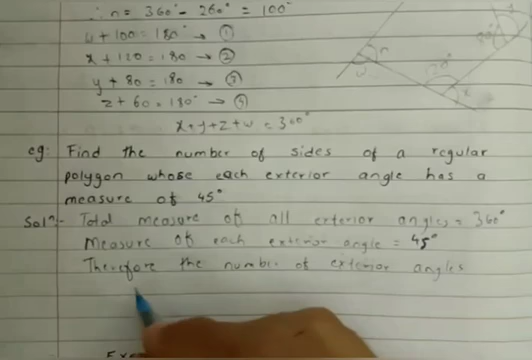 ∴ n = 360° - 260° = 100°
y + 100 = 180° → ①
x + 120 = 180 → ②
y + 80 = 180 → ③
z + 60 = 180° → ④
x+y+z+w = 360°
eg: Find the number of sides of a regular
polygon whose each exterior angle has a
measure of 45°
Solⁿ:- Total measure of all exterior angles = 360°
Measure of each exterior angle = 45°
Therefore the number of exterior angles